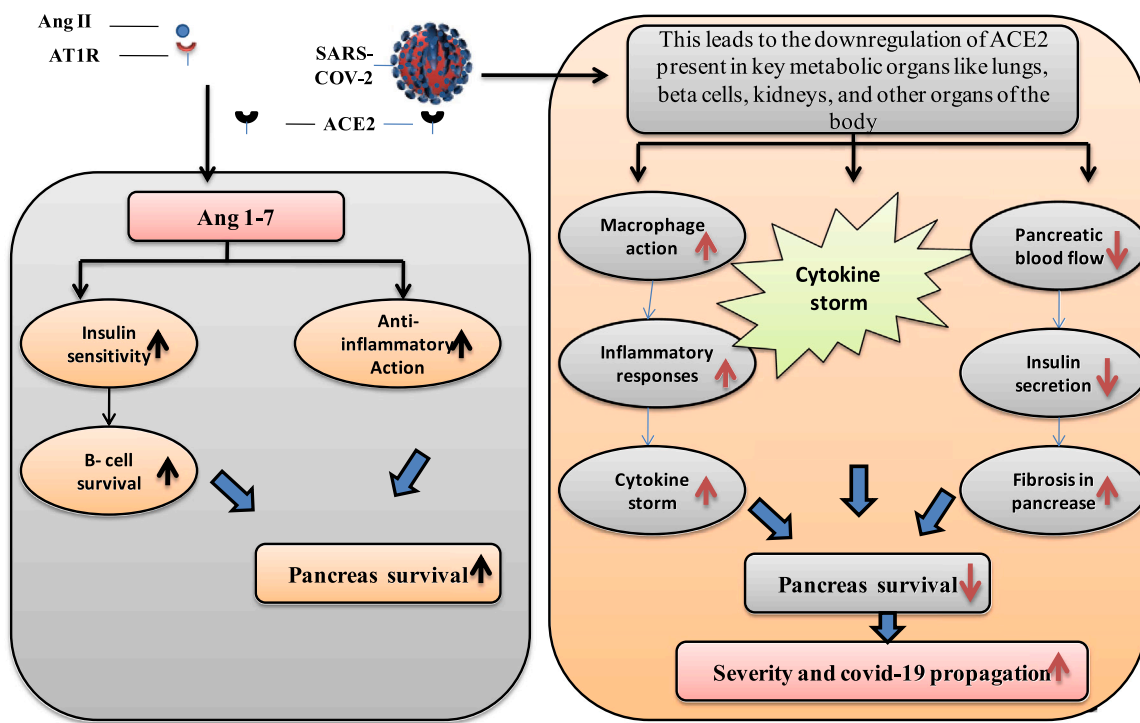 Ang II
AT1R
SARS-
COV-2
ACE2
Ang 1-7
Insulin
sensitivity
Anti-
inflammatory
Action
B- cell
survival
Pancreas survival
This leads to the downregulation of ACE2
present in key metabolic organs like lungs,
beta cells, kidneys, and other organs of the
body
Macrophage
action
Cytokine
storm
Pancreatic
blood flow
Inflammatory
responses
Insulin
secretion
Cytokine
storm
Fibrosis in
pancrease
Pancreas survival
Severity and covid-19 propagation